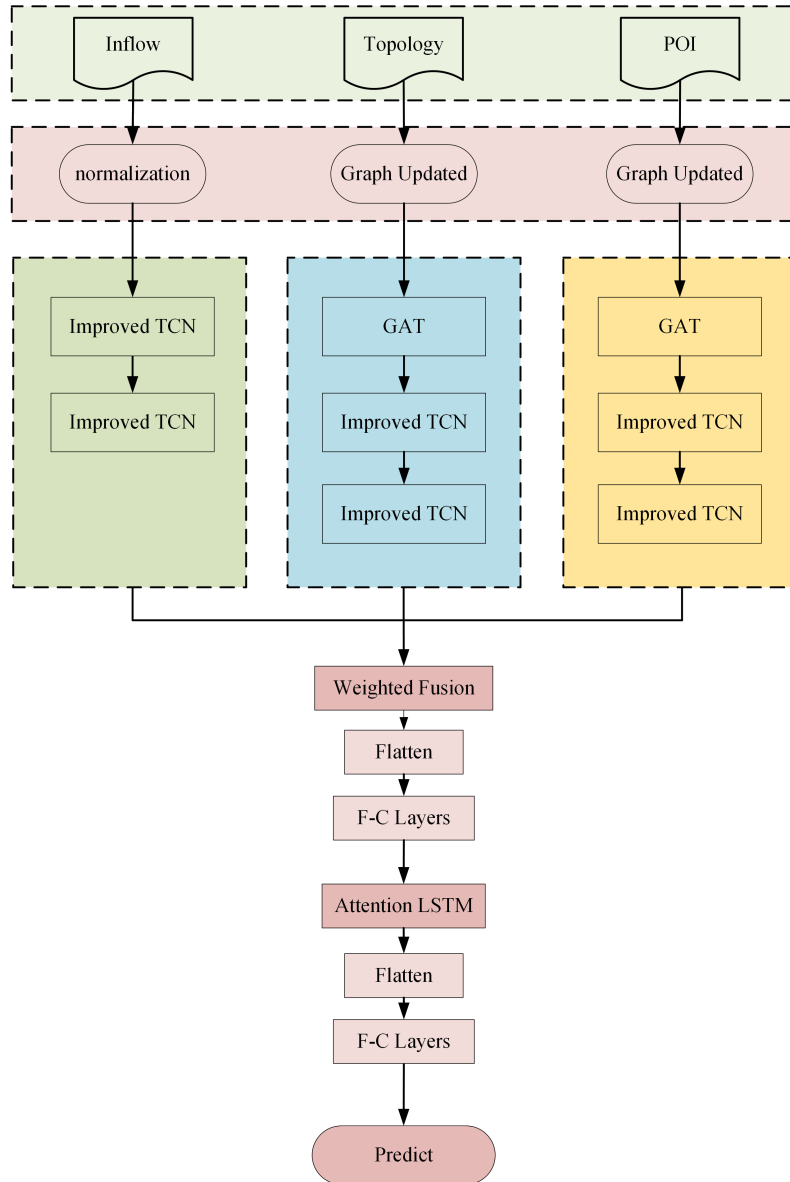 Inflow
Topology
POI
normalization
Graph Updated
Graph Updated
Improved TCN
GAT
GAT
Improved TCN
Improved TCN
Improved TCN
Improved TCN
Improved TCN
Weighted Fusion
Flatten
F-C Layers
Attention LSTM
Flatten
F-C Layers
Predict